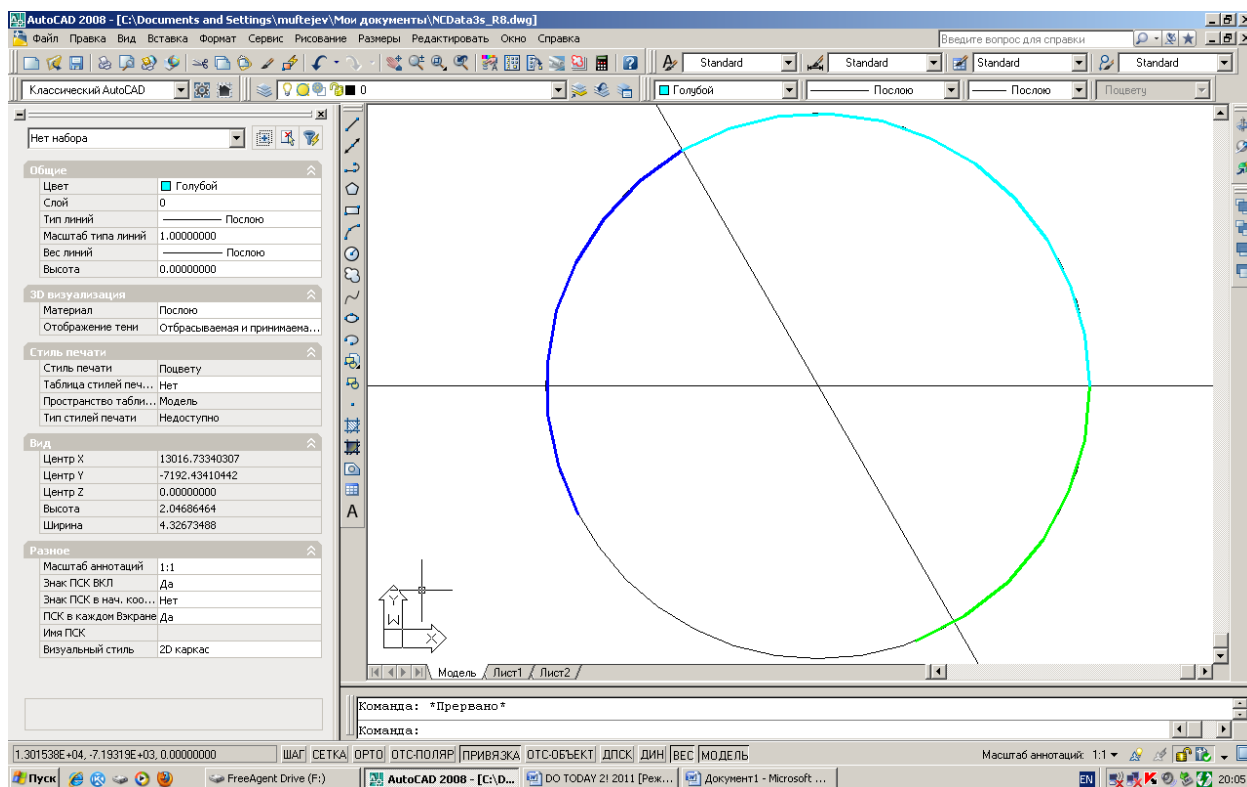 AutoCAD 2008 - [C:\Documents and Settings\muftejev\Мои документы\NCData3s_R8.dwg]
Файл Правка Вид Вставка Формат Сервис Рисование Размеры Редактировать Окно Справка
Введите вопрос для справки
Standard Standard Standard Standard
Классический AutoCAD 0 Голубой Послою Послою Поцвету
Нет набора
Общие
Цвет Голубой
Слой 0
Тип линий Послою
Масштаб типа линий 1.00000000
Вес линий Послою
Высота 0.00000000
3D визуализация
Материал Послою
Отображение тени Отбрасываемая и принимаема...
Стиль печати
Стиль печати Поцвету
Таблица стилей печ... Нет
Пространство табли... Модель
Тип стилей печати Недоступно
Вид
Центр X 13016.73340307
Центр Y -7192.43410442
Центр Z 0.00000000
Высота 2.04686464
Ширина 4.32673488
Разное
Масштаб аннотаций 1:1
Знак ПСК ВКЛ Да
Знак ПСК в нач. коо... Нет
ПСК в каждом Вэкране Да
Имя ПСК
Визуальный стиль 2D каркас
A
Y
W
X
Модель Лист1 Лист2
Команда: *Прервано*
Команда:
1.301538E+04, -7.19319E+03, 0.00000000 ШАГ СЕТКА ОРТО ОТС-ПОЛЯР ПРИВЯЗКА ОТС-ОБЪЕКТ ДПСК ДИН ВЕС МОДЕЛЬ Масштаб аннотаций: 1:1
Пуск FreeAgent Drive (F:) AutoCAD 2008 - [C:\D... DO TODAY 2! 2011 [Реж... Документ1 - Microsoft ... EN 20:05